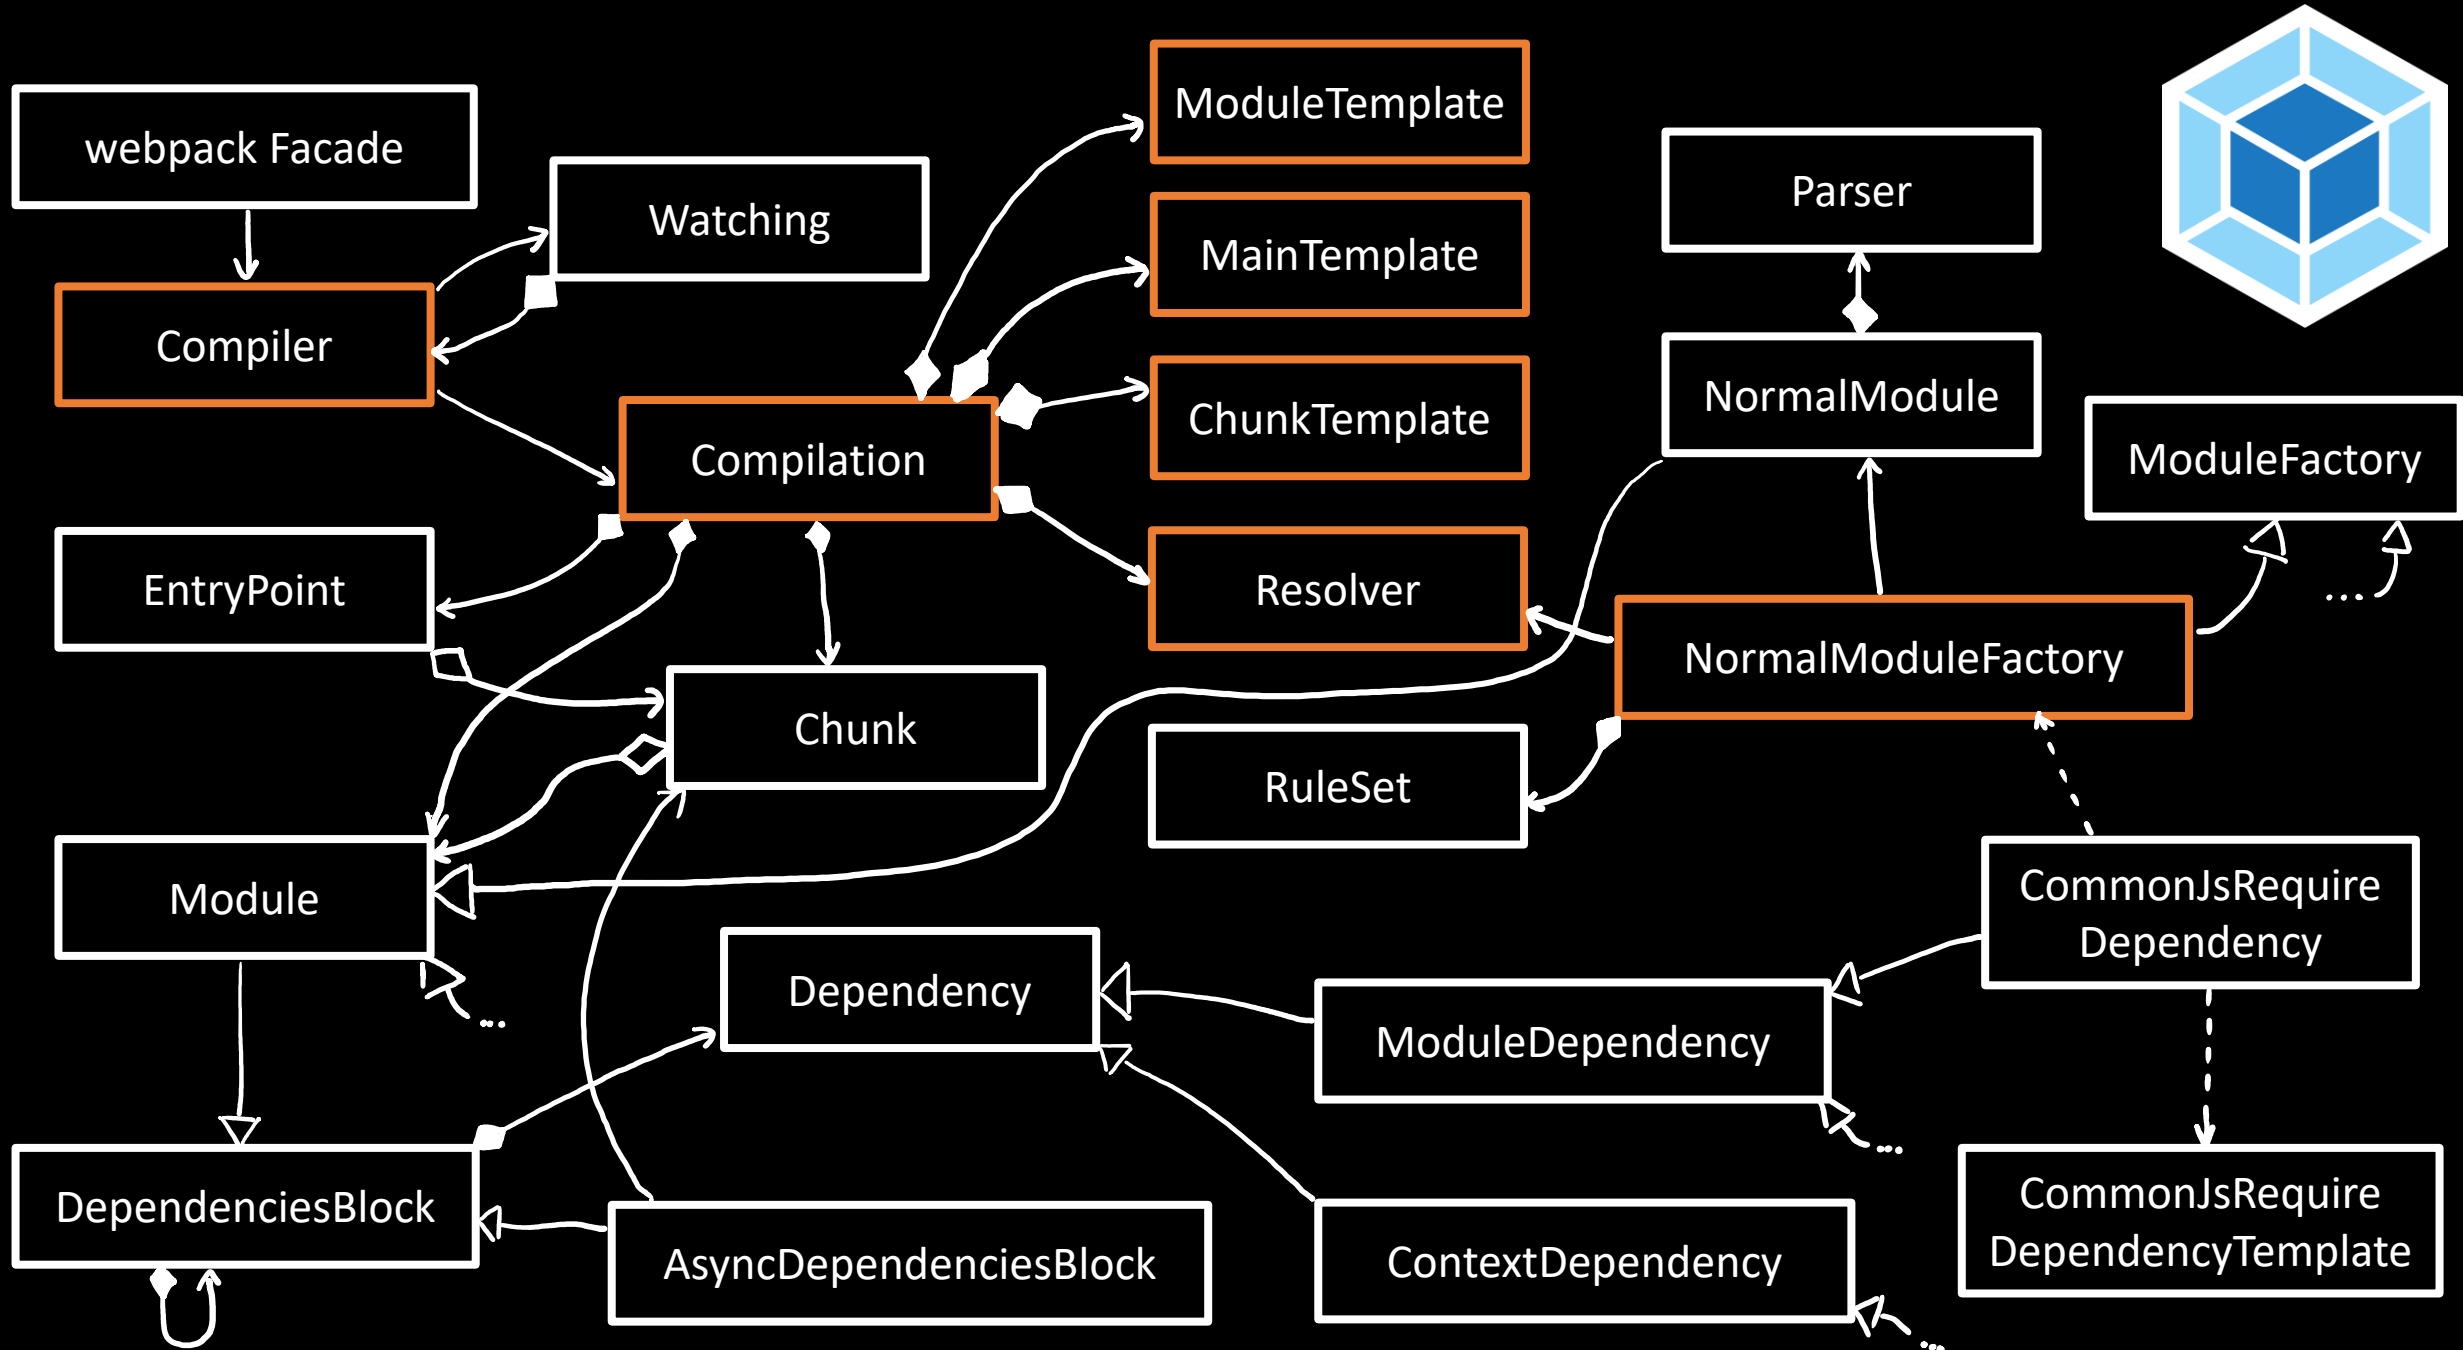 webpack Facade
Watching
Compiler
Compilation
ModuleTemplate
MainTemplate
ChunkTemplate
Resolver
Parser
NormalModule
ModuleFactory
NormalModuleFactory
EntryPoint
Chunk
RuleSet
Module
Dependency
CommonJsRequire
Dependency
...
...
ModuleDependency
...
DependenciesBlock
AsyncDependenciesBlock
ContextDependency
CommonJsRequire
DependencyTemplate
...